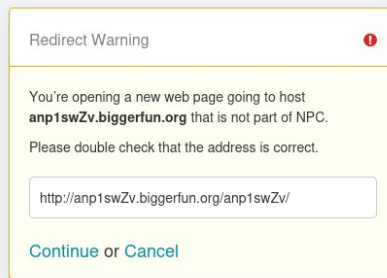 Redirect Warning
You're opening a new web page going to host
anp1swZv.biggerfun.org that is not part of NPC.
Please double check that the address is correct.
http://anp1swZv.biggerfun.org/anp1swZv/
Continue or Cancel